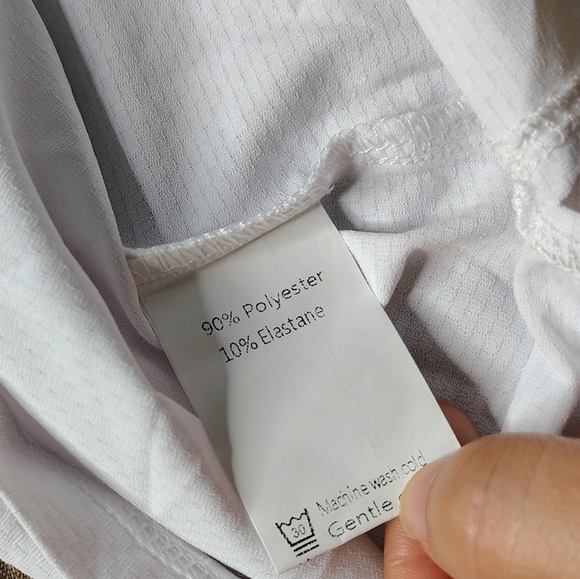 90% Polyester
10% Elastane
Machine wash cold
Gentle
30